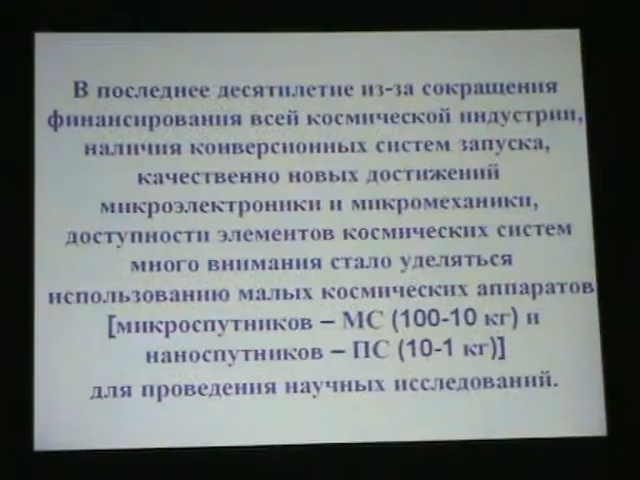 В последнее десятилетие из-за сокращения
финансирования всей космической индустрии,
наличия конверсионных систем запуска,
качественно новых достижений
микроэлектроники и микромеханики,
доступности элементов космических систем
много внимания стало уделяться
использованию малых космических аппаратов
[микроспутников – МС (100-10 кг) и
наноспутников – ПС (10-1 кг)]
для проведения научных исследований.